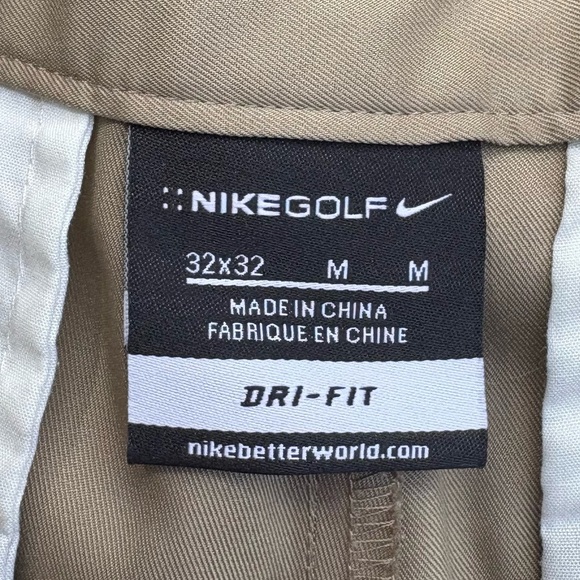 NIKEGOLF
32x32 M M
MADE IN CHINA
FABRIQUE EN CHINE
DRI-FIT
nikebetterworld.com